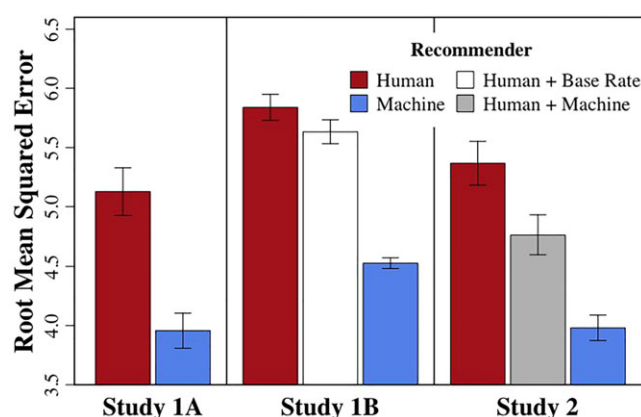 Root Mean Squared Error
6.5
6.0
5.5
5.0
4.5
4.0
3.5
Recommender
Human
Human + Base Rate
Machine
Human + Machine
Study 1A
Study 1B
Study 2